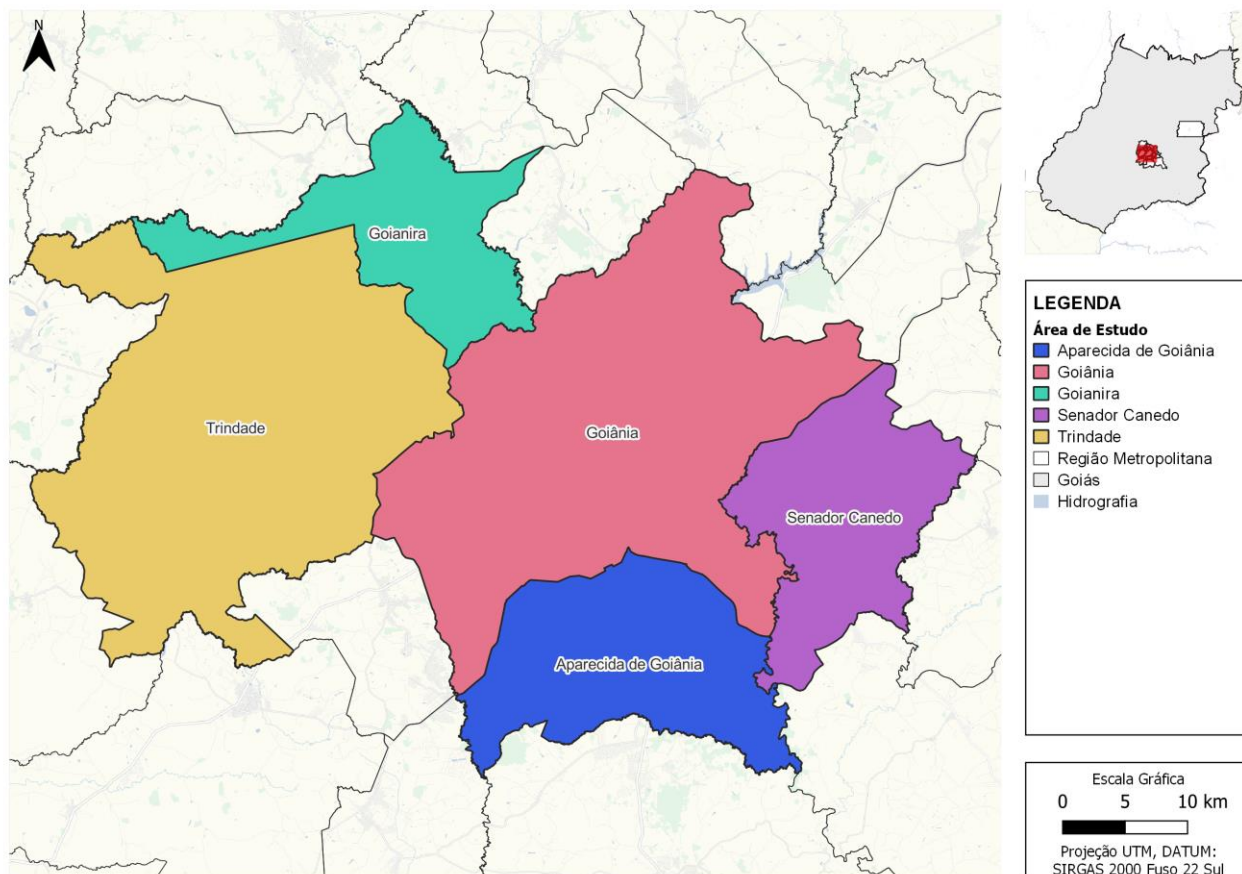 N
Goianira
Trindade
Goiânia
Senador Canedo
Aparecida de Goiânia
LEGENDA
Área de Estudo
Aparecida de Goiânia
Goiânia
Goianira
Senador Canedo
Trindade
Região Metropolitana
Goiás
Hidrografia
Escala Gráfica
0 5 10 km
Projeção UTM, DATUM:
SIRGAS 2000 Fuso 22 Sul